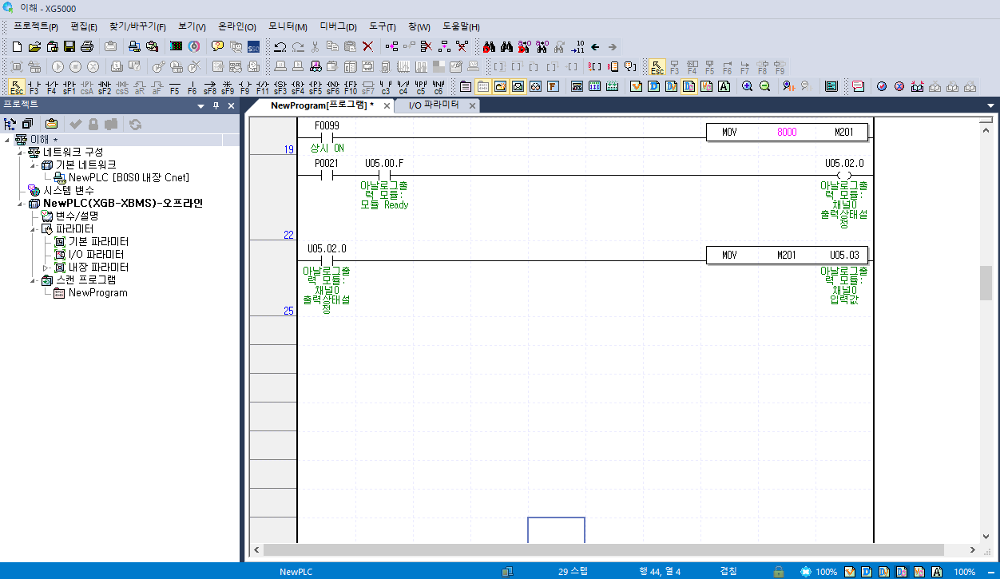 이해 - XG5000
프로젝트(P) 편집(E) 찾기/바꾸기(F) 보기(V) 온라인(O) 모니터(M) 디버그(D) 도구(T) 창(W) 도움말(H)
Esc F3 F4 F5 F6 F7 F8 F9
Esc F3 F4 sF1 csA sF2 csS aR aF F5 F6 sF8 sF9 F9 F11 sF3 sF4 sF5 sF6 F10 sF7 c3 c4 c5 c6
프로젝트
NewProgram[프로그램] *
I/O 파라미터
이해 *
네트워크 구성
기본 네트워크
NewPLC [B0S0 내장 Cnet]
시스템 변수
NewPLC(XGB-XBMS)-오프라인
변수/설명
파라미터
기본 파라미터
I/O 파라미터
내장 파라미터
스캔 프로그램
NewProgram
F0099
MOV 8000 M201
19
상시 ON
P0021 U05.00.F U05.02.0
아날로그출
력 모듈:
모듈 Ready
아날로그출
력 모듈:
채널0
출력상태설
정
22
U05.02.0
MOV M201 U05.03
아날로그출
력 모듈:
채널0
출력상태설
정
아날로그출
력 모듈:
채널0
입력값
25
NewPLC 29 스텝 행 44, 열 4 겹침 100% 100%